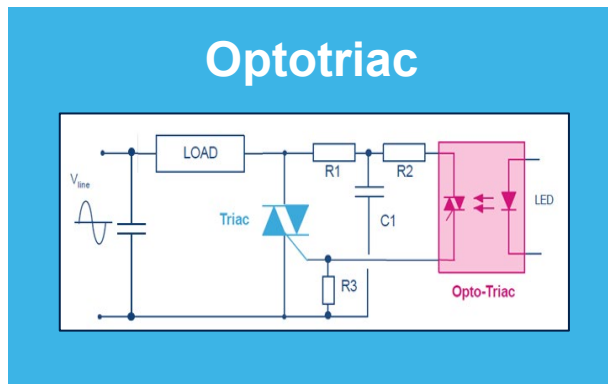 Optotriac
LOAD
R1
R2
V line
C1
LED
Triac
R3
Opto-Triac